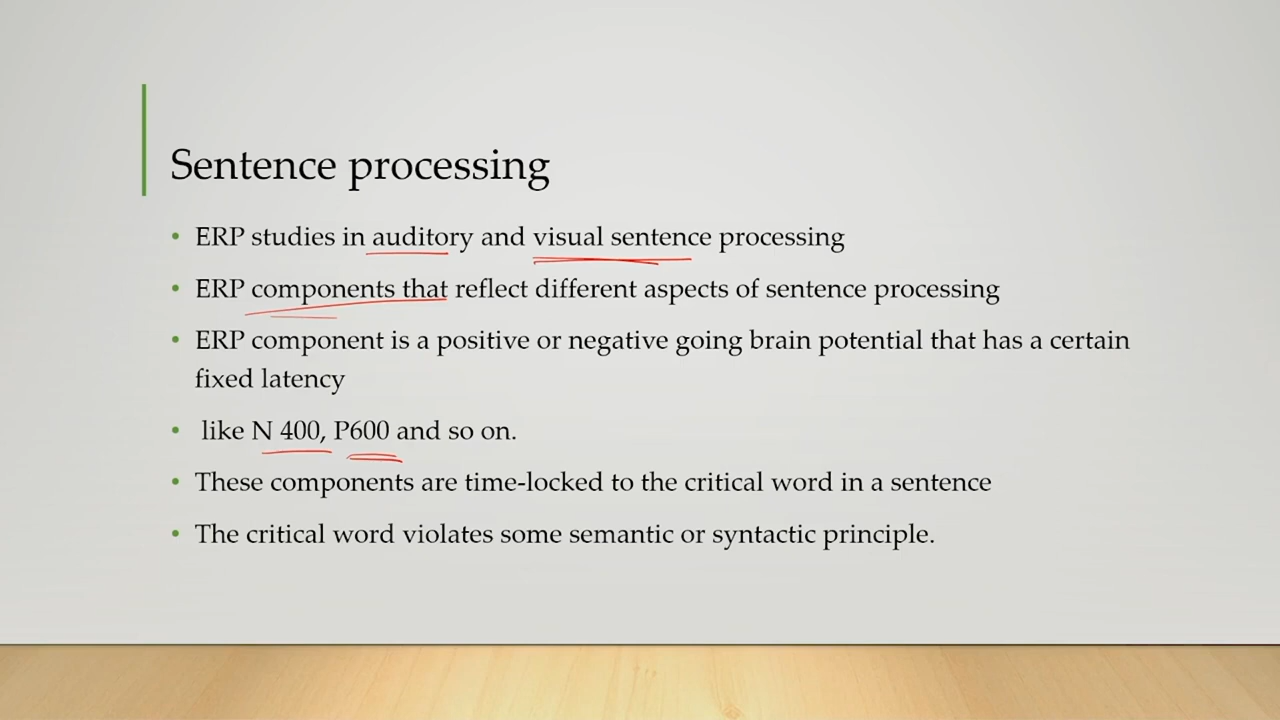 Sentence processing
• ERP studies in auditory and visual sentence processing
• ERP components that reflect different aspects of sentence processing
• ERP component is a positive or negative going brain potential that has a certain
fixed latency
• like N 400, P600 and so on.
• These components are time-locked to the critical word in a sentence
• The critical word violates some semantic or syntactic principle.